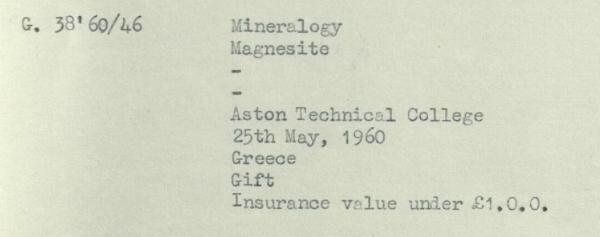 G. 38'60/46 Mineralogy
Magnesite
-
-
Aston Technical College
25th May, 1960
Greece
Gift
Insurance value under £1.0.0.